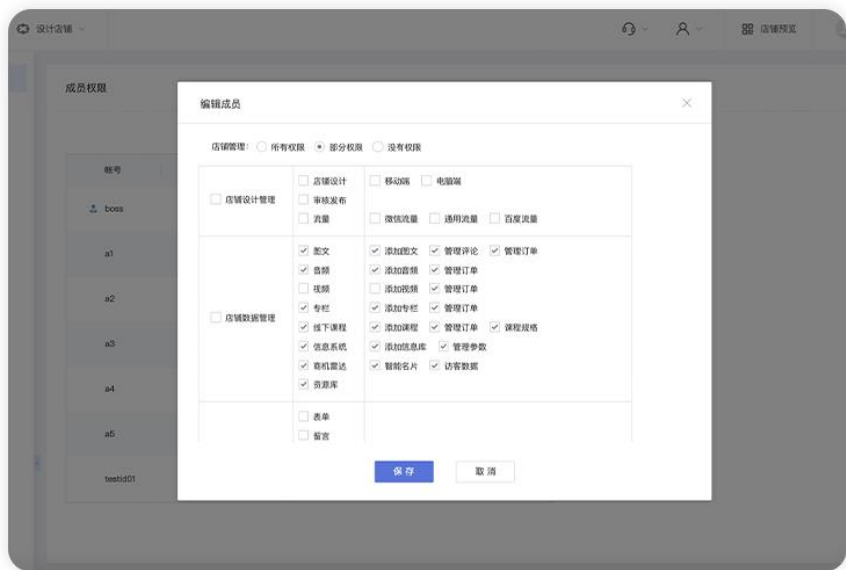 设计店铺
店铺预览
成员权限
帐号
boss
a1
a2
a3
a4
a5
testid01
编辑成员
店铺管理: 所有权限 部分权限 没有权限
店铺设计管理
店铺设计 移动端 电脑端
审核发布
流量 微信流量 通用流量 百度流量
店铺数据管理
图文 添加图文 管理评论 管理订单
音频 添加音频 管理订单
视频 添加视频 管理订单
专栏 添加专栏 管理订单
线下课程 添加课程 管理订单 课程规格
信息系统 添加信息库 管理参数
商机雷达 智能名片 访客数据
资源库
表单
留言
保存 取消